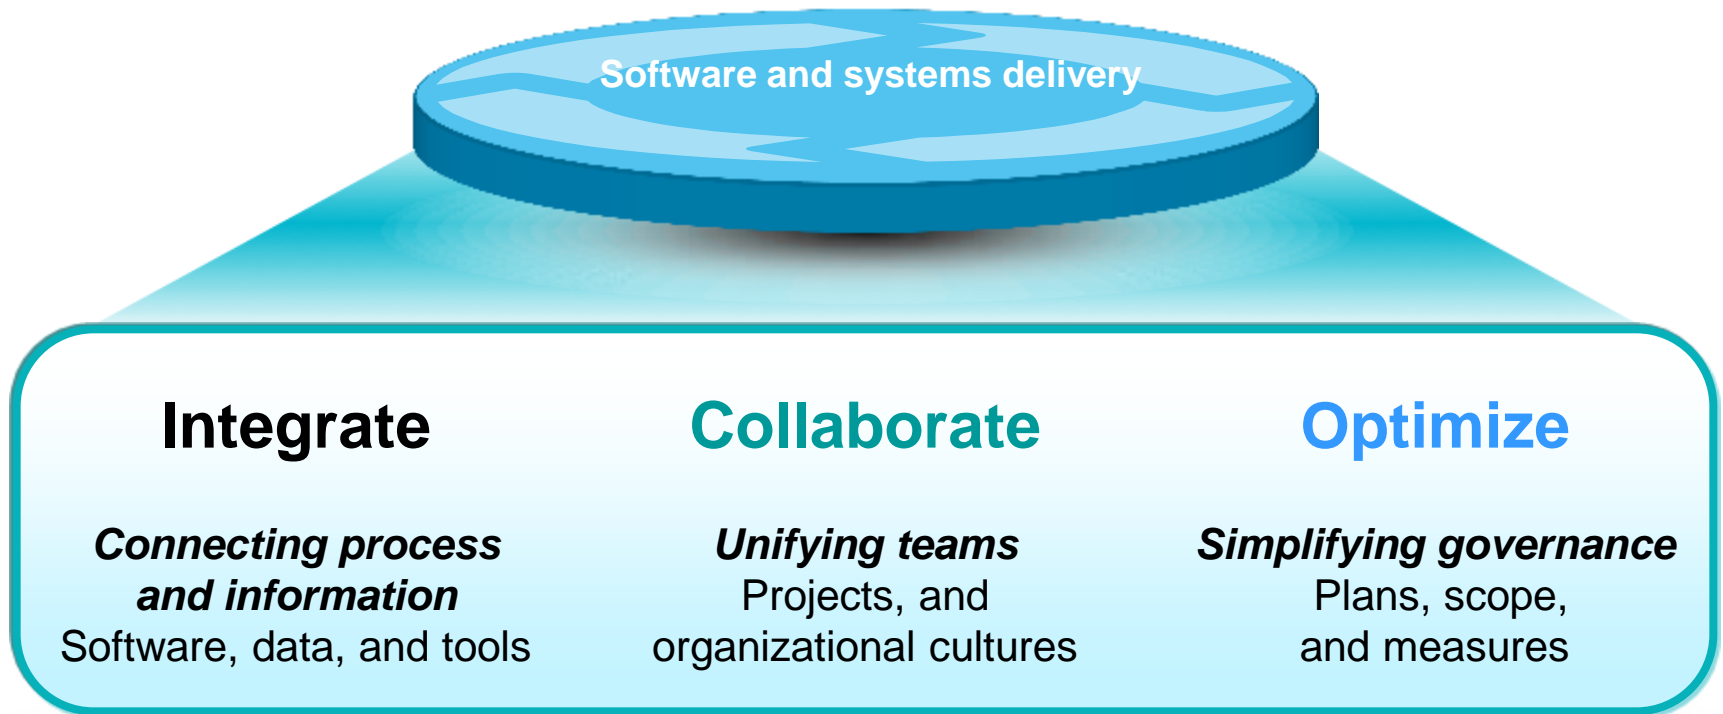 Software and systems delivery
Integrate
Connecting process
and information
Software, data, and tools
Collaborate
Unifying teams
Projects, and
organizational cultures
Optimize
Simplifying governance
Plans, scope,
and measures